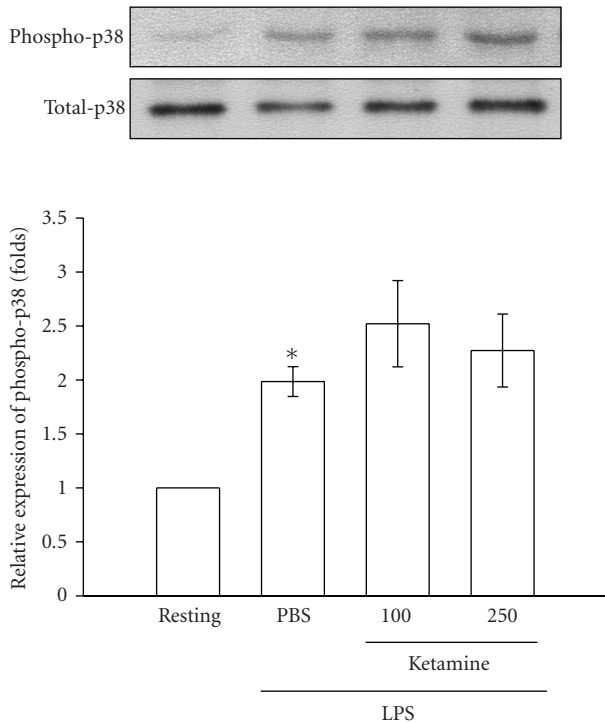 Phospho-p38
Total-p38
Relative expression of phospho-p38 (folds)
3.5
3
2.5
2
1.5
1
0.5
0
*
Resting PBS 100 250
Ketamine
LPS